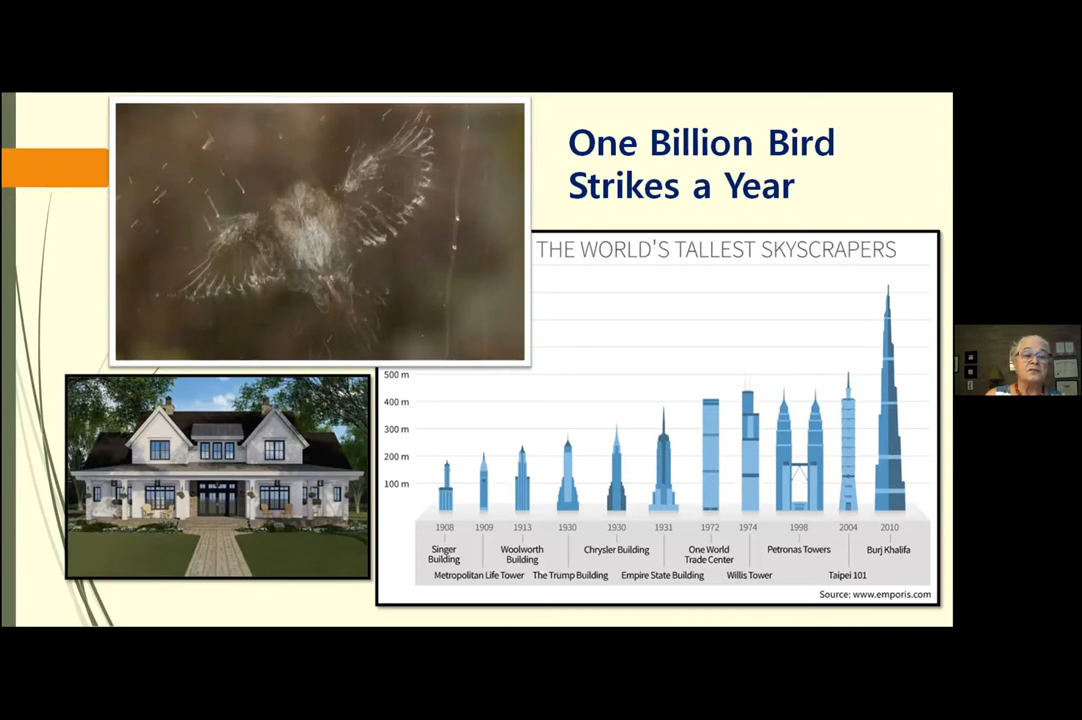 One Billion Bird
Strikes a Year
THE WORLD'S TALLEST SKYSCRAPERS
500 m
400 m
300 m
200 m
100 m
1908 1909 1913 1930 1930 1931 1972 1974 1998 2004 2010
Singer
Building
Woolworth
Building
Chrysler Building
One World
Trade Center
Petronas Towers
Burj Khalifa
Metropolitan Life Tower
The Trump Building
Empire State Building
Willis Tower
Taipei 101
Source: www.emporis.com